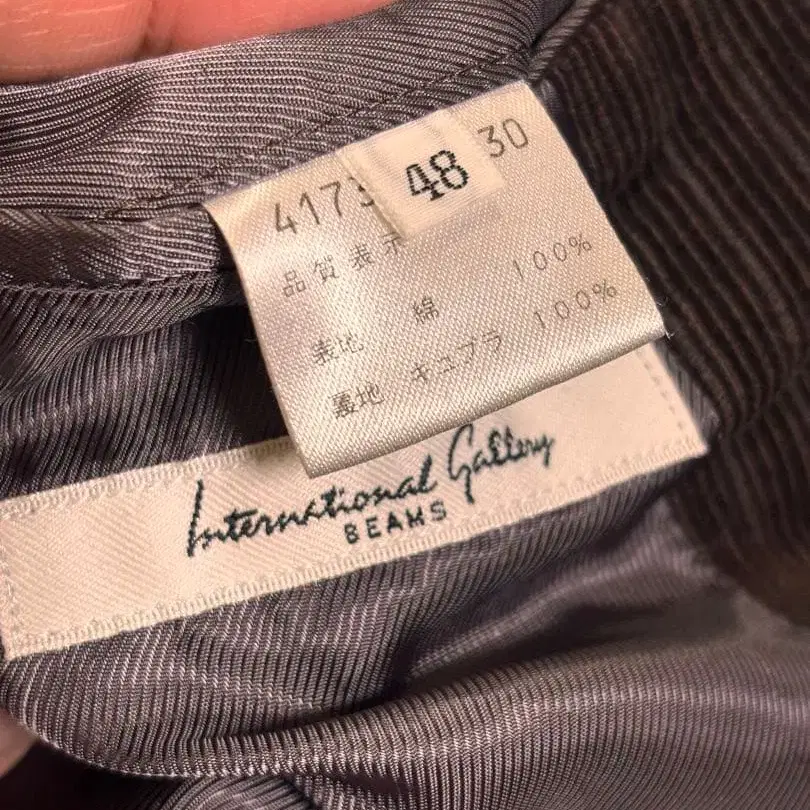 4173 48 30
品質表示
表地 綿 100%
裏地 キュプラ 100%
International Gallery
BEAMS